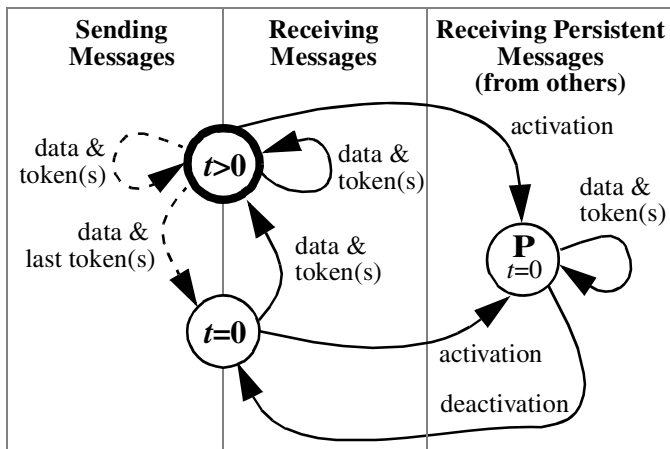 Sending
Messages
Receiving
Messages
Receiving Persistent
Messages
(from others)
activation
data &
token(s)
t>0
data &
token(s)
data &
token(s)
data &
last token(s)
data &
token(s)
P
t=0
t=0
activation
deactivation